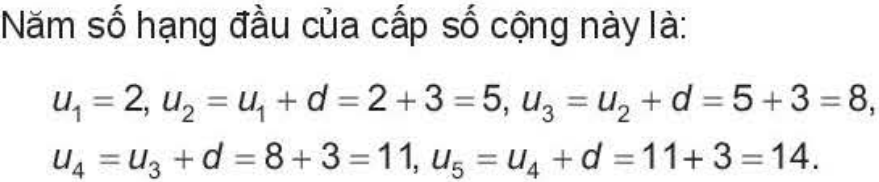 Năm số hạng đầu của cấp số cộng này là:
u₁ = 2, u₂ = u₁ + d = 2 + 3 = 5, u₃ = u₂ + d = 5 + 3 = 8,
u₄ = u₃ + d = 8 + 3 = 11, u₅ = u₄ + d = 11 + 3 = 14.